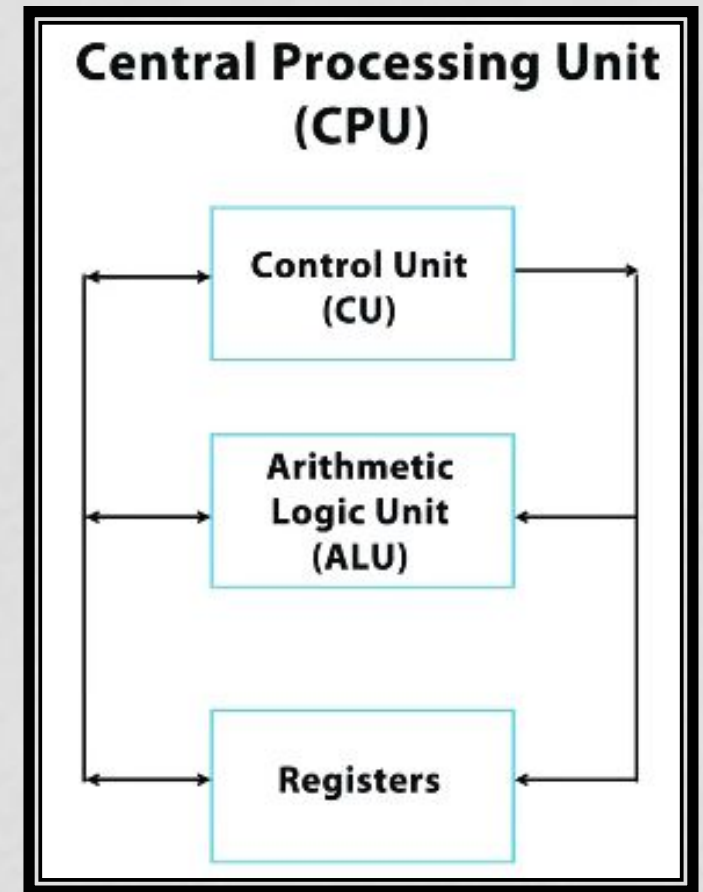 Central Processing Unit
(CPU)
Control Unit
(CU)
Arithmetic
Logic Unit
(ALU)
Registers